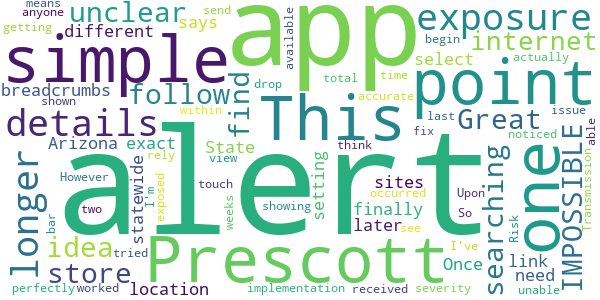 means
anyone
getting
unclear
says
send
available
app
exposure
different
begin
actually
internet
simple
breadcrumbs
shown
follow
within
find
drop
total
time
accurate
point
select
last
issue
fix
details
Arizona
exact
State
rely
view
This
think
Great
noticed
able
However
I'm
exposed
touch
setting
alert
sites
occurred
see
Upon
one
IMPOSSIBLE
Transmission
longer
two
bar
idea
tried
statewide
weeks
showing
finally
later
So
I've
Once
searching
Risk
link
need
store
perfectly
worked
location
Prescott
implementation
received
severity
unable